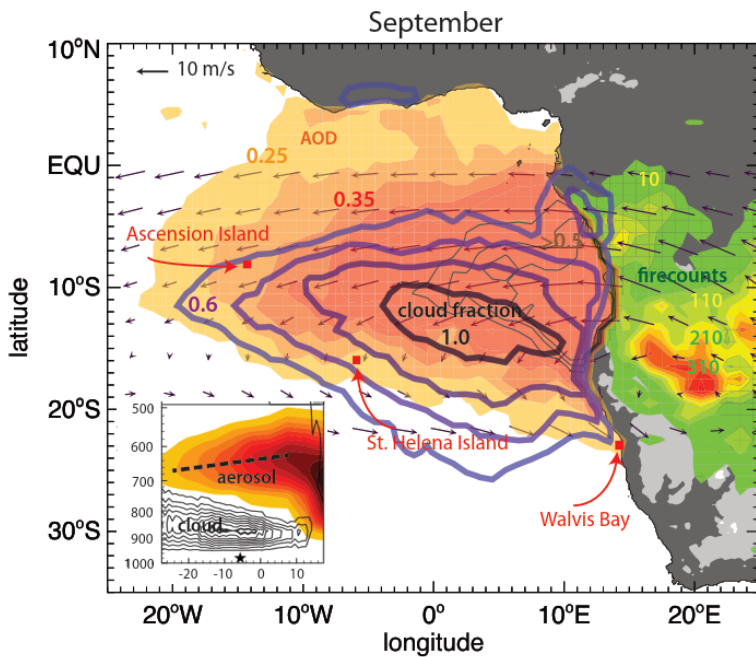 September
10°N
10 m/s
AOD
0.25
EQU
10
0.35
Ascension Island
>0.5
firecounts
latitude
10°S
0.6
cloud fraction
110
1.0
210
310
20°S
500
St. Helena Island
600
aerosol
700
Walvis Bay
800
cloud
30°S
900
1000
-20
-10
0
10
20°W
10°W
0°
10°E
20°E
longitude